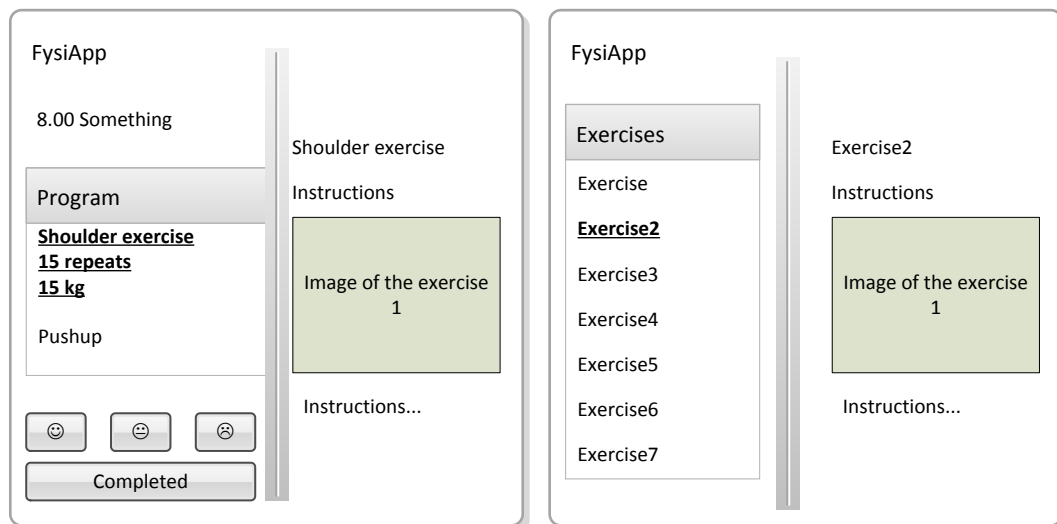 FysiApp
8.00 Something
Program
Shoulder exercise
15 repeats
15 kg
Pushup
☺
😐
☹
Completed
Shoulder exercise
Instructions
Image of the exercise
1
Instructions...
FysiApp
Exercises
Exercise
Exercise2
Exercise3
Exercise4
Exercise5
Exercise6
Exercise7
Exercise2
Instructions
Image of the exercise
1
Instructions...